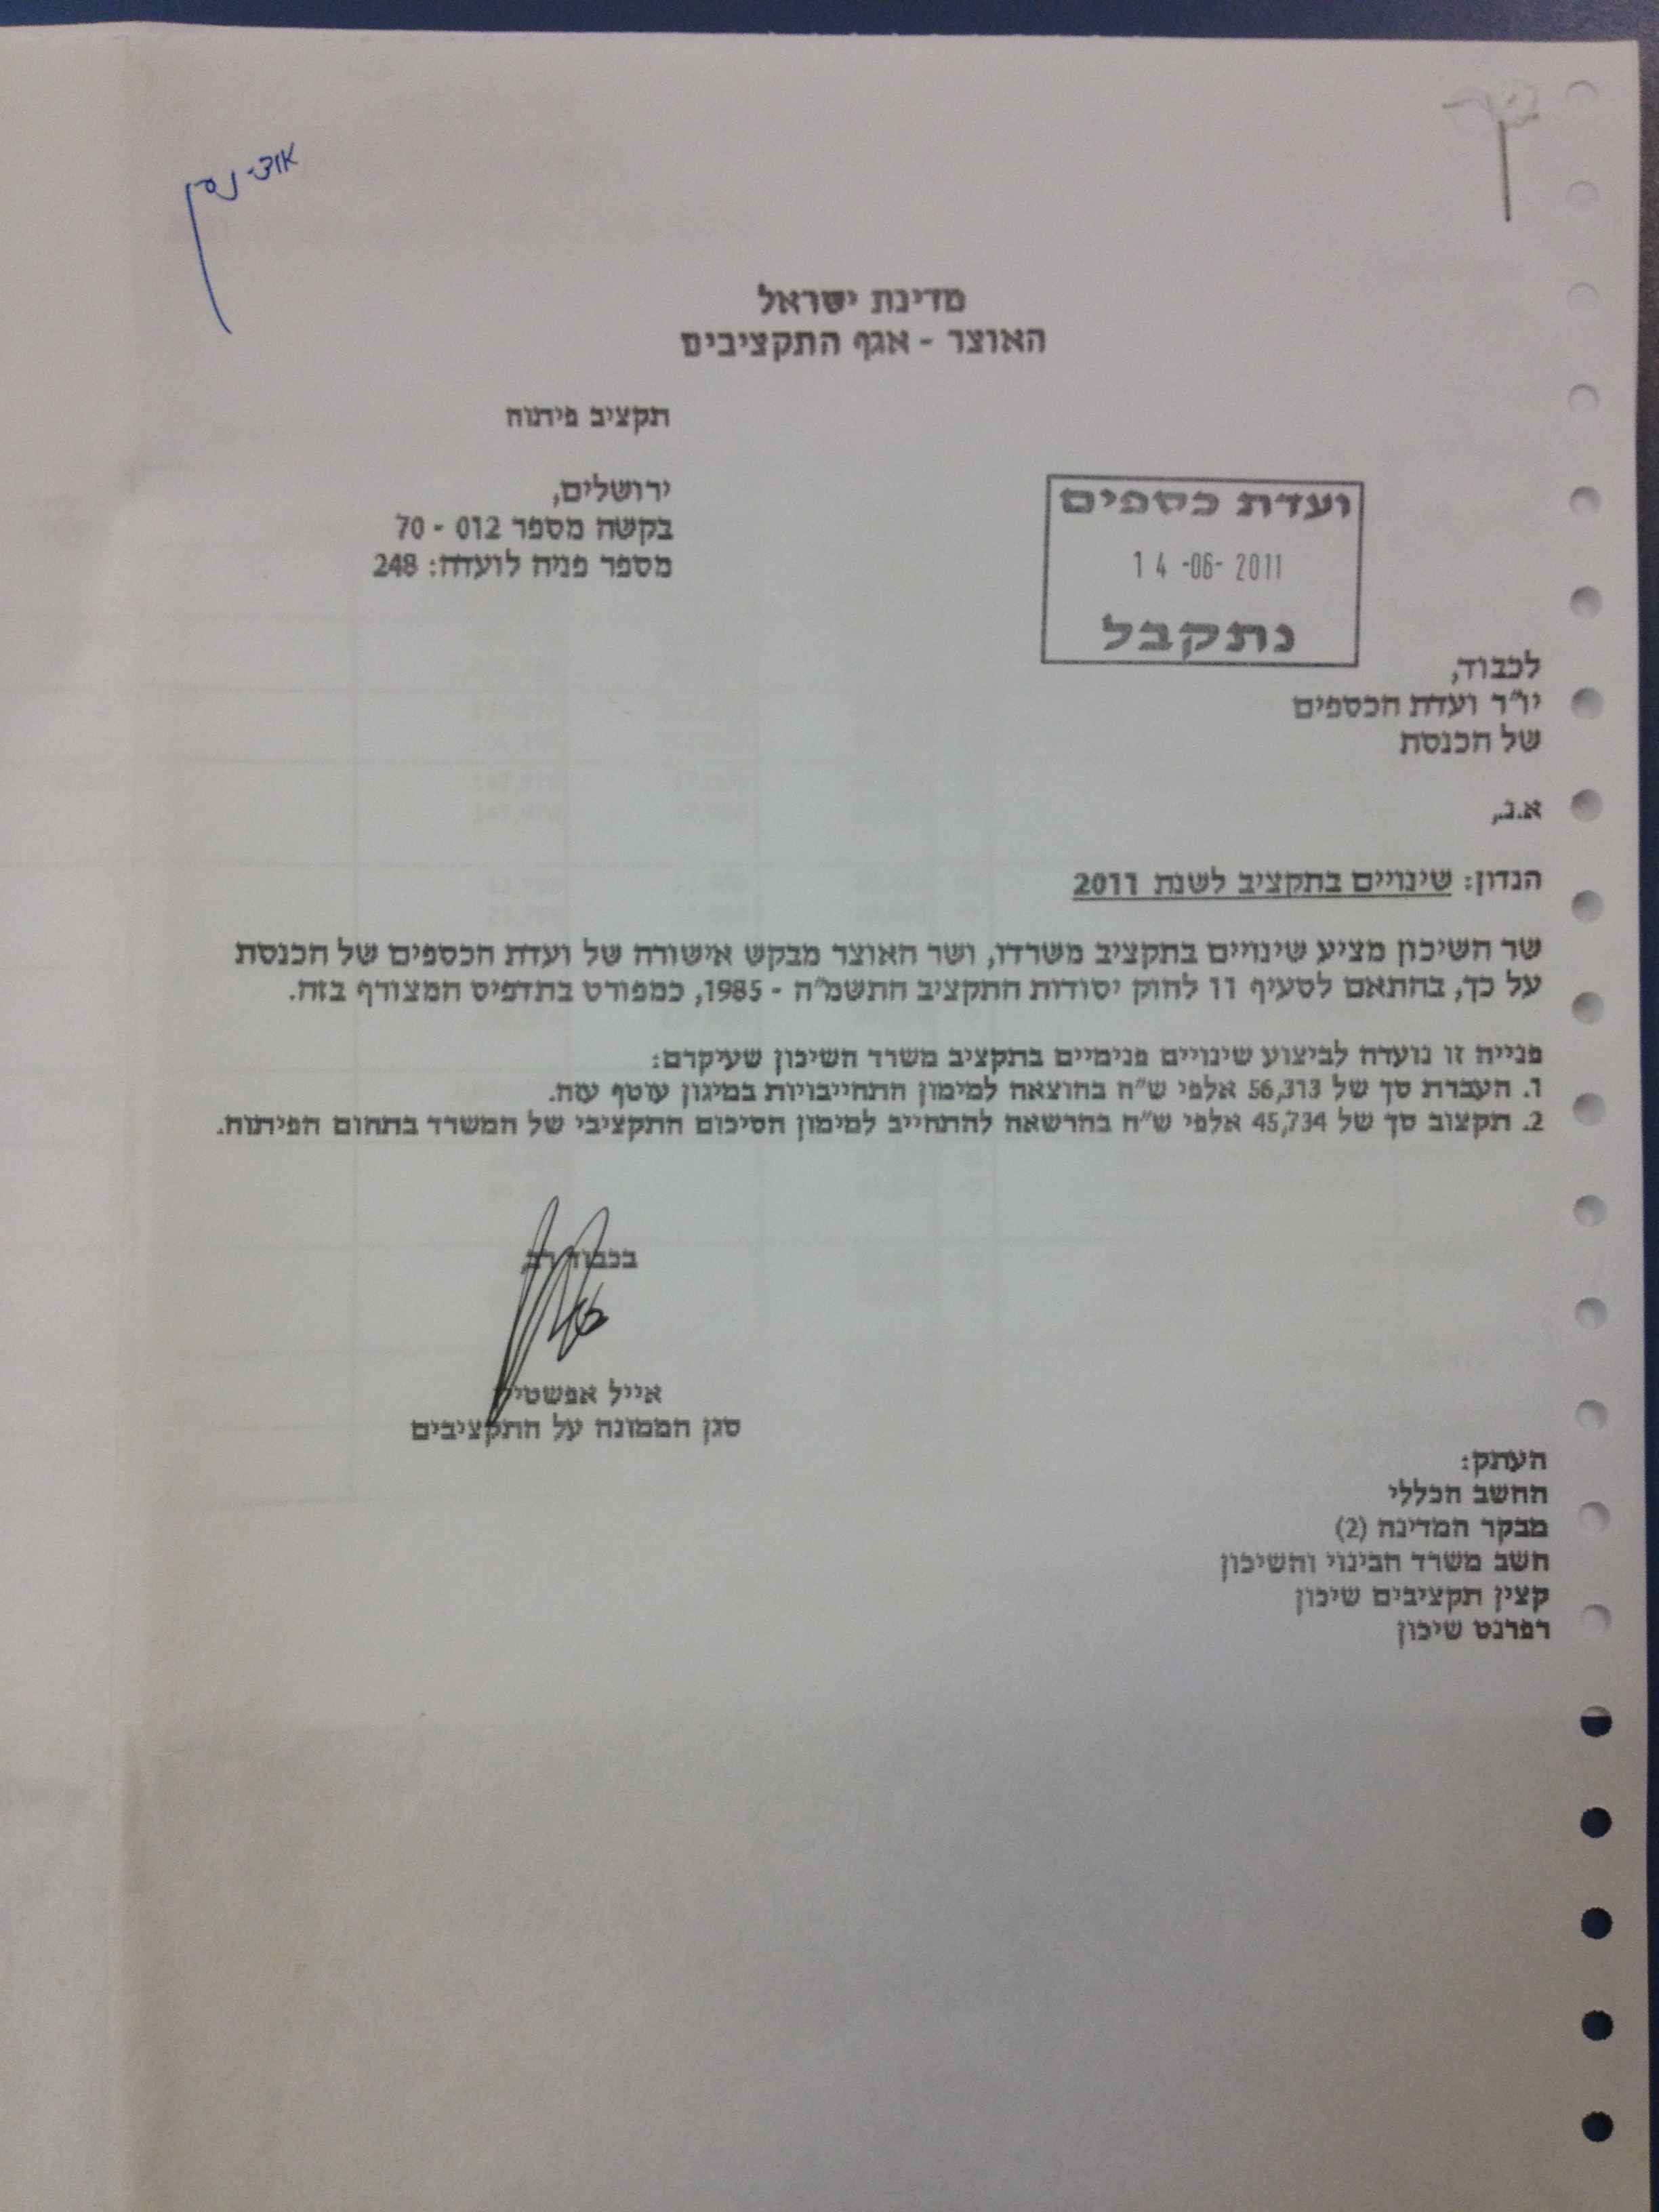 מדינת ישראל
האוצר - אגף התקציבים
תקציב פיתוח
ירושלים,
בקשה מספר 012 - 70
מספר פניה לועדה: 248
ועדת כספים
14-06-2011
נתקבל
לכבוד,
יו"ר ועדת הכספים
של הכנסת
א.נ.,
הנדון: שינויים בתקציב לשנת 2011
שר השיכון מציע שינויים בתקציב משרדו, ושר האוצר מבקש אישורה של ועדת הכספים של הכנסת
על כך, בהתאם לסעיף 11 לחוק יסודות התקציב התשמ"ה - 1985, כמפורט בתדפיס המצורף בזה.
פנייה זו נועדה לביצוע שינויים פנימיים בתקציב משרד השיכון שעיקרם:
1. העברת סך של 56,313 אלפי ש"ח בהוצאה למימון התחייבויות במיגון עוטף עזה.
2. תקצוב סך של 45,734 אלפי ש"ח בהרשאה להתחייב למימון הסיכום התקציבי של המשרד בתחום הפיתוח.
בכבוד רב,
אייל אפשטיין
סגן הממונה על התקציבים
העתק:
החשב הכללי
מבקר המדינה (2)
חשב משרד הבינוי והשיכון
קצין תקציבים שיכון
רפרנט שיכון